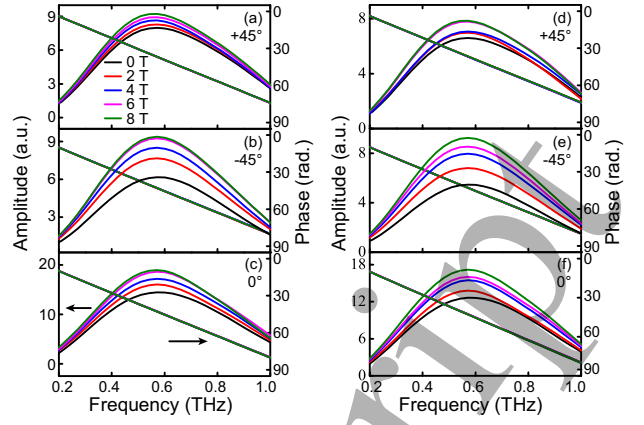 (a)
+45°
9
6
3
0
0 T
2 T
4 T
6 T
8 T
0
30
60
90
(b)
-45°
9
6
3
0
30
60
90
(c)
0°
20
10
0
0
30
60
90
0.2 0.4 0.6 0.8 1.0
Frequency (THz)
Amplitude (a.u.)
Phase (rad.)
(d)
+45°
8
4
0
0
30
60
90
(e)
-45°
8
4
0
0
30
60
90
(f)
0°
18
12
6
0
0
30
60
90
0.2 0.4 0.6 0.8 1.0
Frequency (THz)
Amplitude (a.u.)
Phase (rad.)
ript